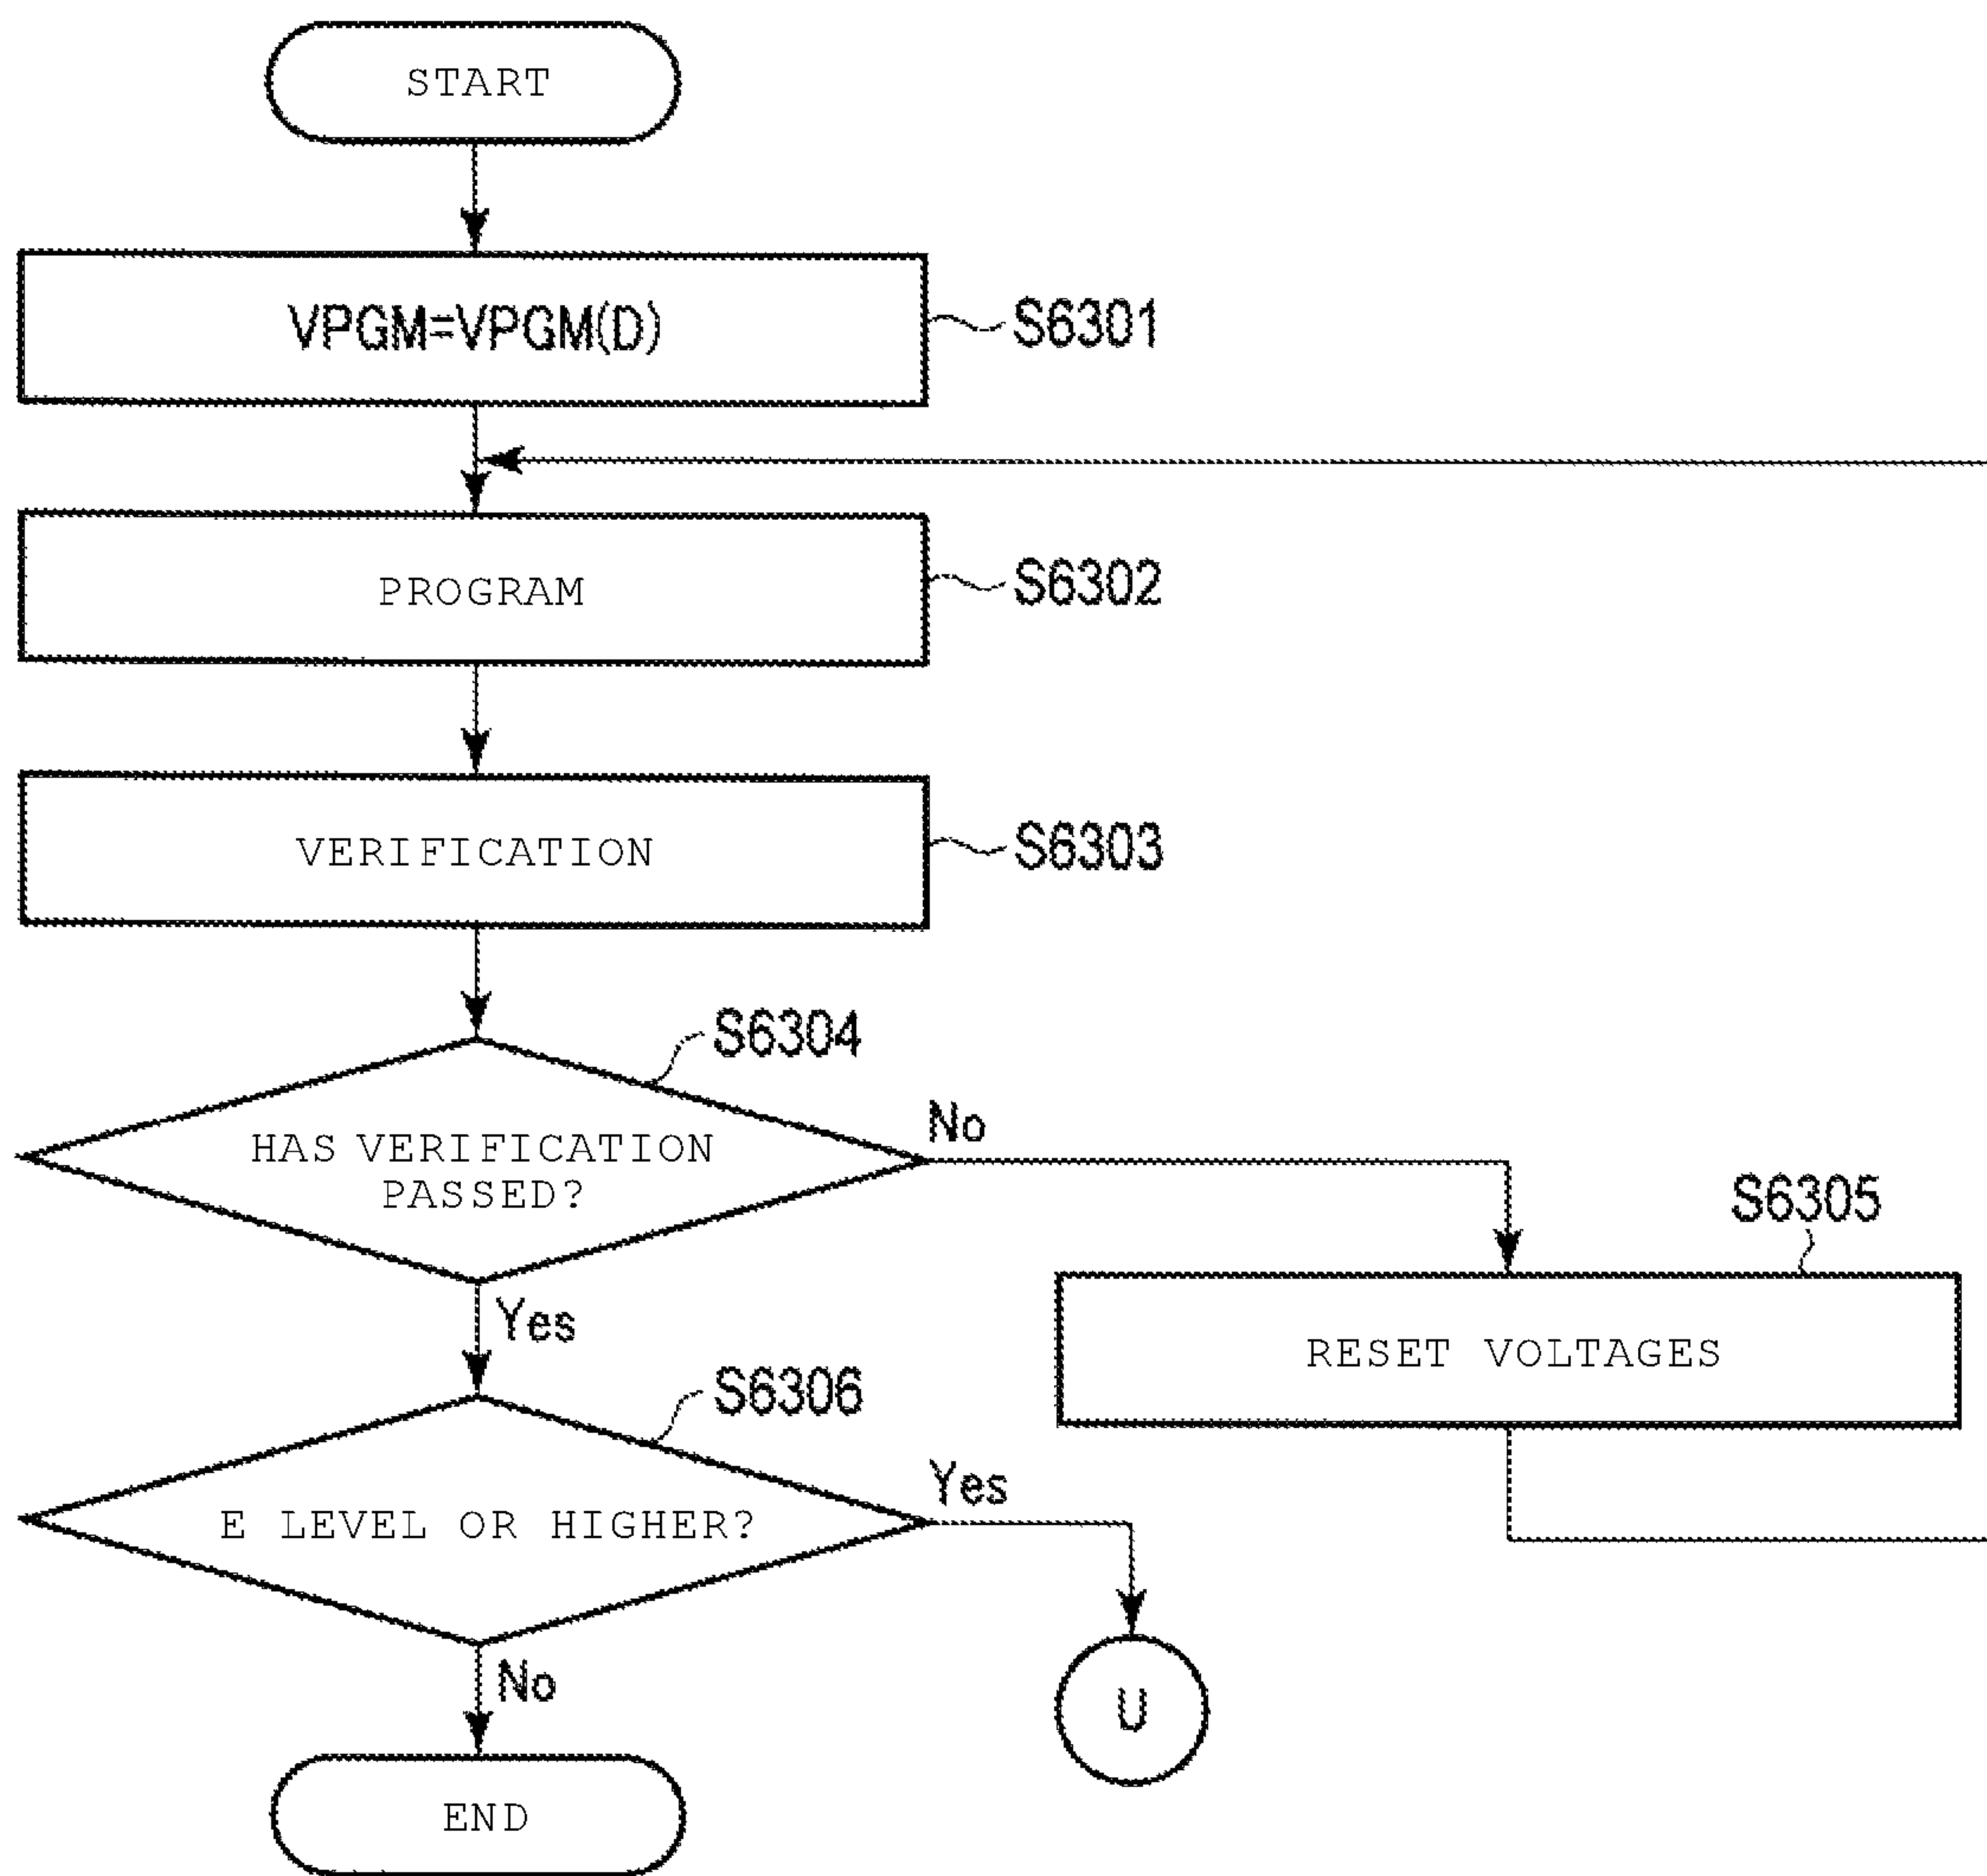 START
VPGM=VPGM(D)
S6301
PROGRAM
S6302
VERIFICATION
S6303
S6304
HAS VERIFICATION
PASSED?
No
Yes
S6305
RESET VOLTAGES
S6306
E LEVEL OR HIGHER?
Yes
No
U
END